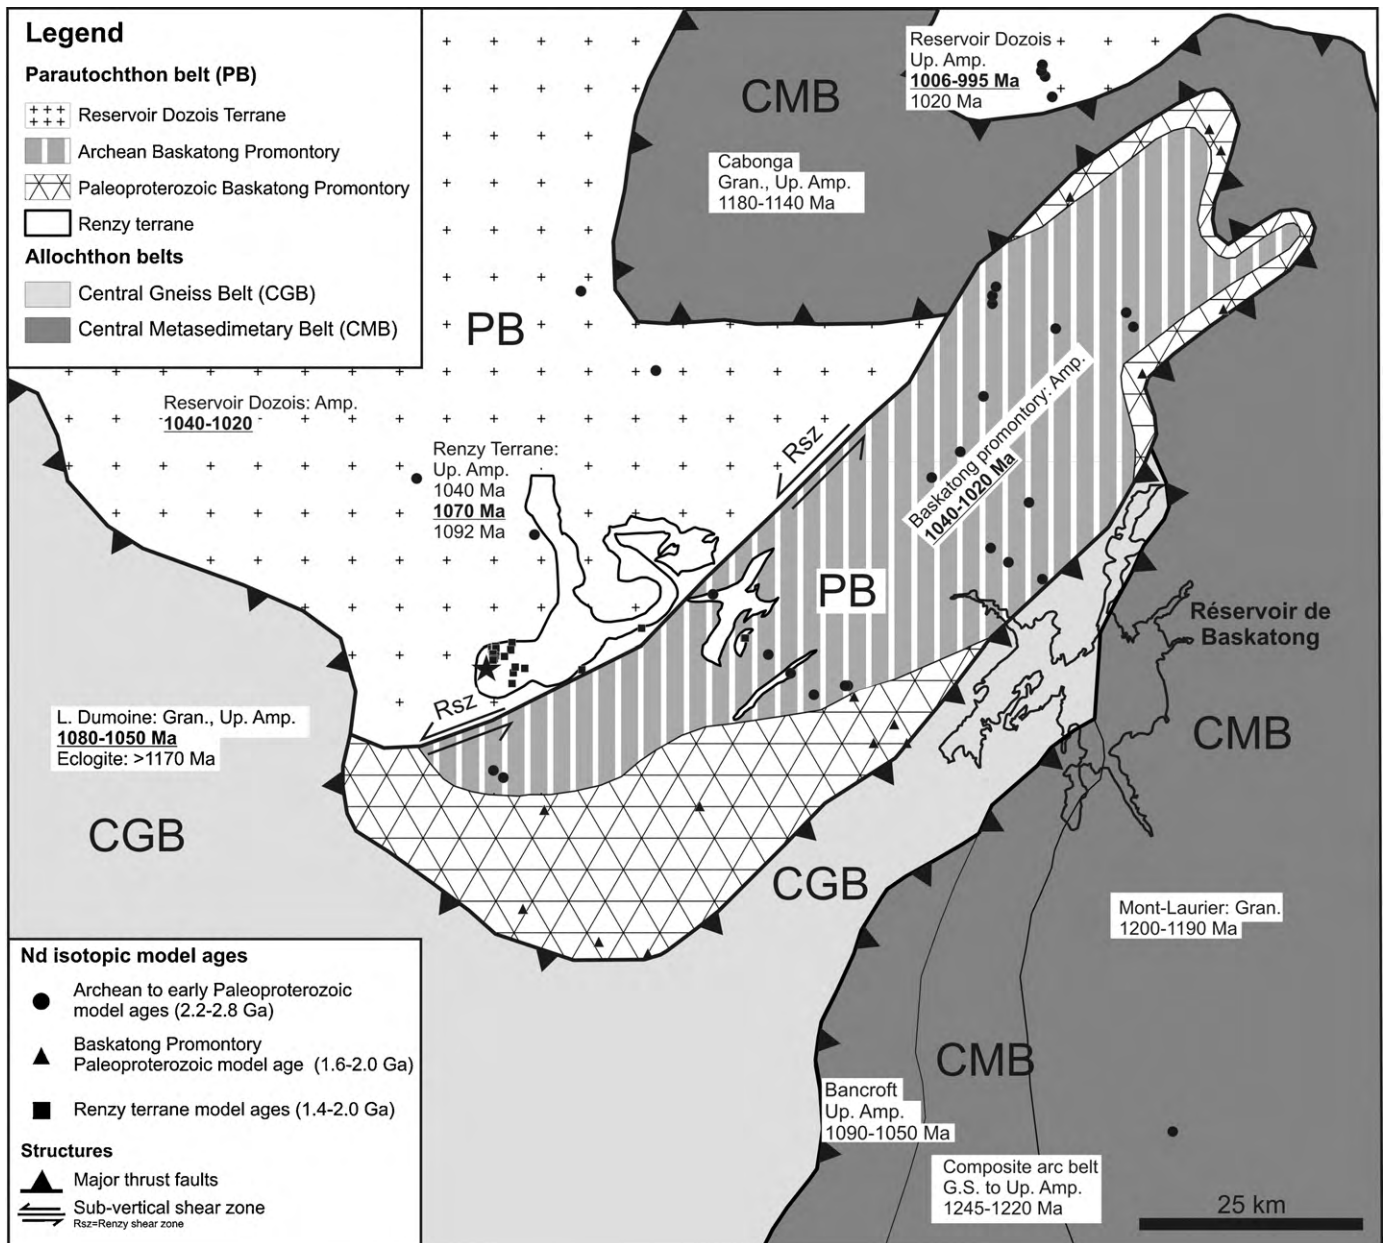 Legend
Parautochthon belt (PB)
Reservoir Dozois Terrane
Archean Baskatong Promontory
Paleoproterozoic Baskatong Promontory
Renzy terrane
Allochthon belts
Central Gneiss Belt (CGB)
Central Metasedimetary Belt (CMB)
CMB
Reservoir Dozois
Up. Amp.
1006-995 Ma
1020 Ma
Cabonga
Gran., Up. Amp.
1180-1140 Ma
PB
Reservoir Dozois: Amp.
1040-1020
Renzy Terrane:
Up. Amp.
1040 Ma
1070 Ma
1092 Ma
Rsz
Baskatong promontory: Amp.
1040-1020 Ma
PB
Réservoir de
Baskatong
Rsz
L. Dumoine: Gran., Up. Amp.
1080-1050 Ma
Eclogite: >1170 Ma
CMB
CGB
CGB
Mont-Laurier: Gran.
1200-1190 Ma
Nd isotopic model ages
Archean to early Paleoproterozoic
model ages (2.2-2.8 Ga)
Baskatong Promontory
Paleoproterozoic model age (1.6-2.0 Ga)
Renzy terrane model ages (1.4-2.0 Ga)
Structures
Major thrust faults
Sub-vertical shear zone
Rsz=Renzy shear zone
CMB
Bancroft
Up. Amp.
1090-1050 Ma
Composite arc belt
G.S. to Up. Amp.
1245-1220 Ma
25 km